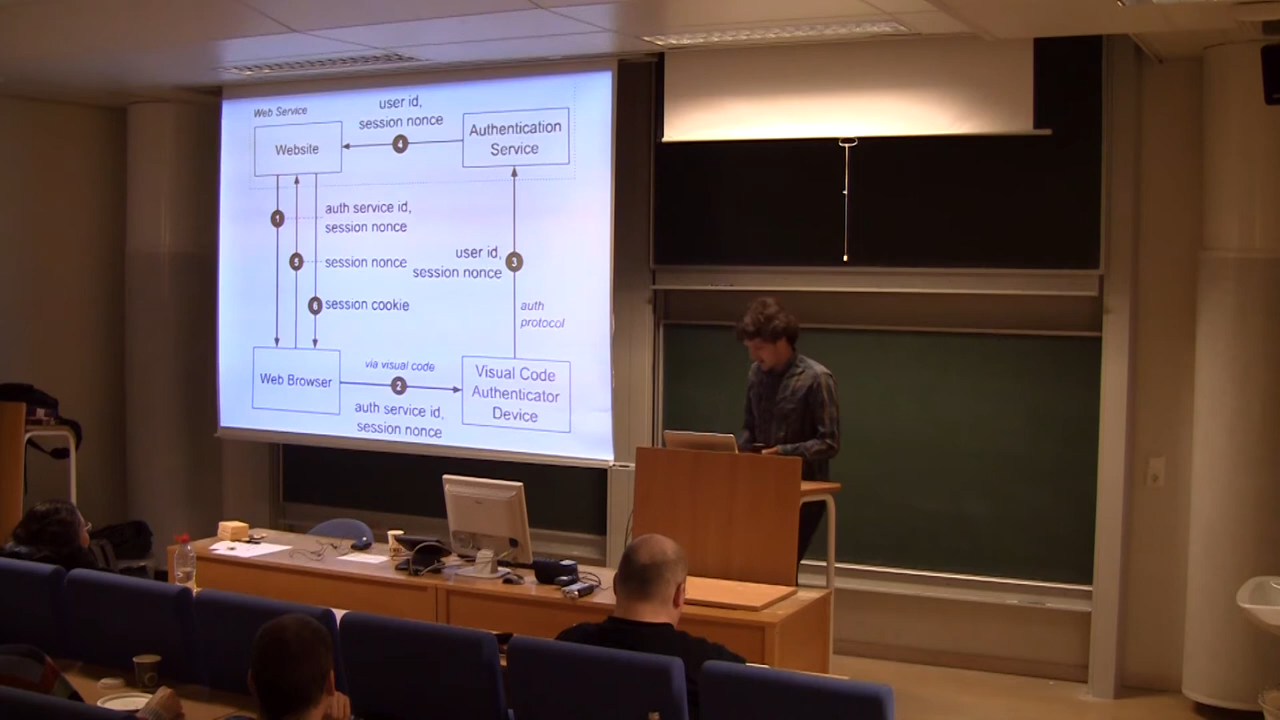 Web Service
user id,
session nonce
Website
4
Authentication
Service
1
auth service id,
session nonce
5
session nonce
user id,
session nonce
3
6
session cookie
auth
protocol
Web Browser
via visual code
2
auth service id,
session nonce
Visual Code
Authenticator
Device